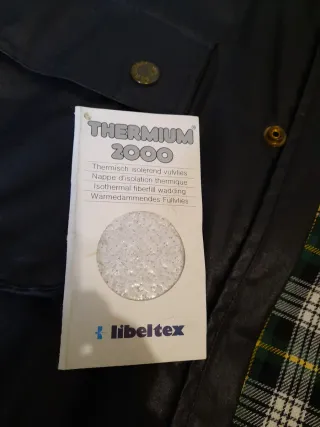 THERMIUM
2000
Thermisch isolerend vulvlies
Nappe d'isolation thermique
Isothermal fiberfill wadding
Wärmedämmendes Füllvlies
libeltex